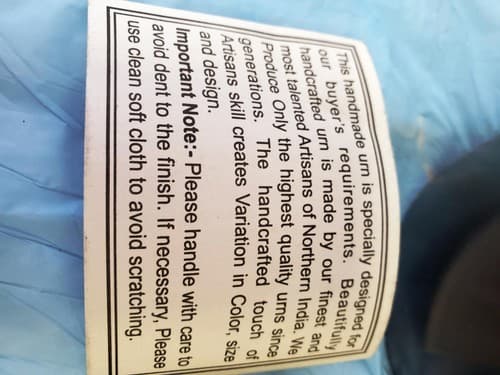 This handmade urn is specially designed for
our buyer's requirements. Beautifully
handcrafted urn is made by our finest and
most talented Artisans of Northern India. We
Produce Only the highest quality urns since
generations. The handcrafted touch of
Artisans skill creates Variation in Color, size
and design.
Important Note:- Please handle with care to
avoid dent to the finish. If necessary, Please
use clean soft cloth to avoid scratching.